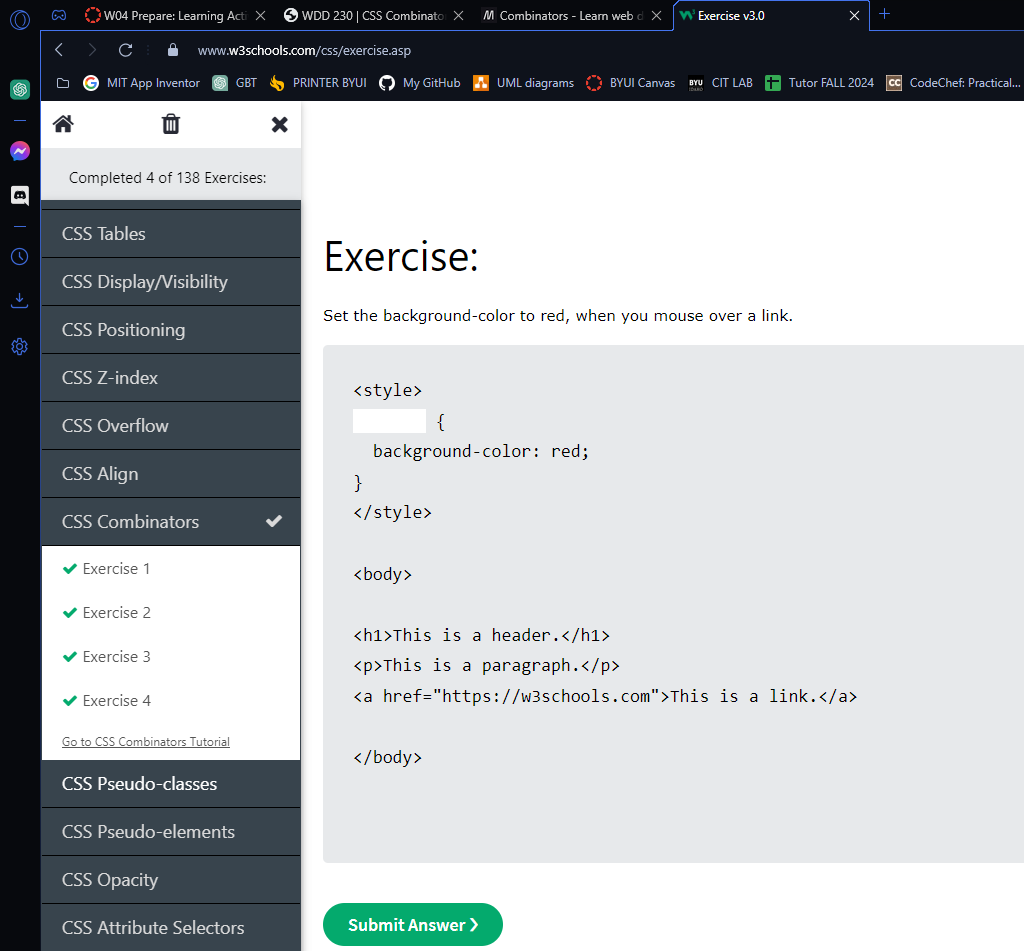 W04 Prepare: Learning Acti
WDD 230 | CSS Combinato
Combinators - Learn web d
Exercise v3.0
www.w3schools.com/css/exercise.asp
MIT App Inventor
GBT
PRINTER BYUI
My GitHub
UML diagrams
BYUI Canvas
BYU
CIT LAB
Tutor FALL 2024
CC
CodeChef: Practical...
Completed 4 of 138 Exercises:
CSS Tables
CSS Display/Visibility
CSS Positioning
CSS Z-index
CSS Overflow
CSS Align
CSS Combinators
Exercise 1
Exercise 2
Exercise 3
Exercise 4
Go to CSS Combinators Tutorial
CSS Pseudo-classes
CSS Pseudo-elements
CSS Opacity
CSS Attribute Selectors
Exercise:
Set the background-color to red, when you mouse over a link.
<style>
{
background-color: red;
}
</style>
<body>
<h1>This is a header.</h1>
<p>This is a paragraph.</p>
<a href="https://w3schools.com">This is a link.</a>
</body>
Submit Answer ❯